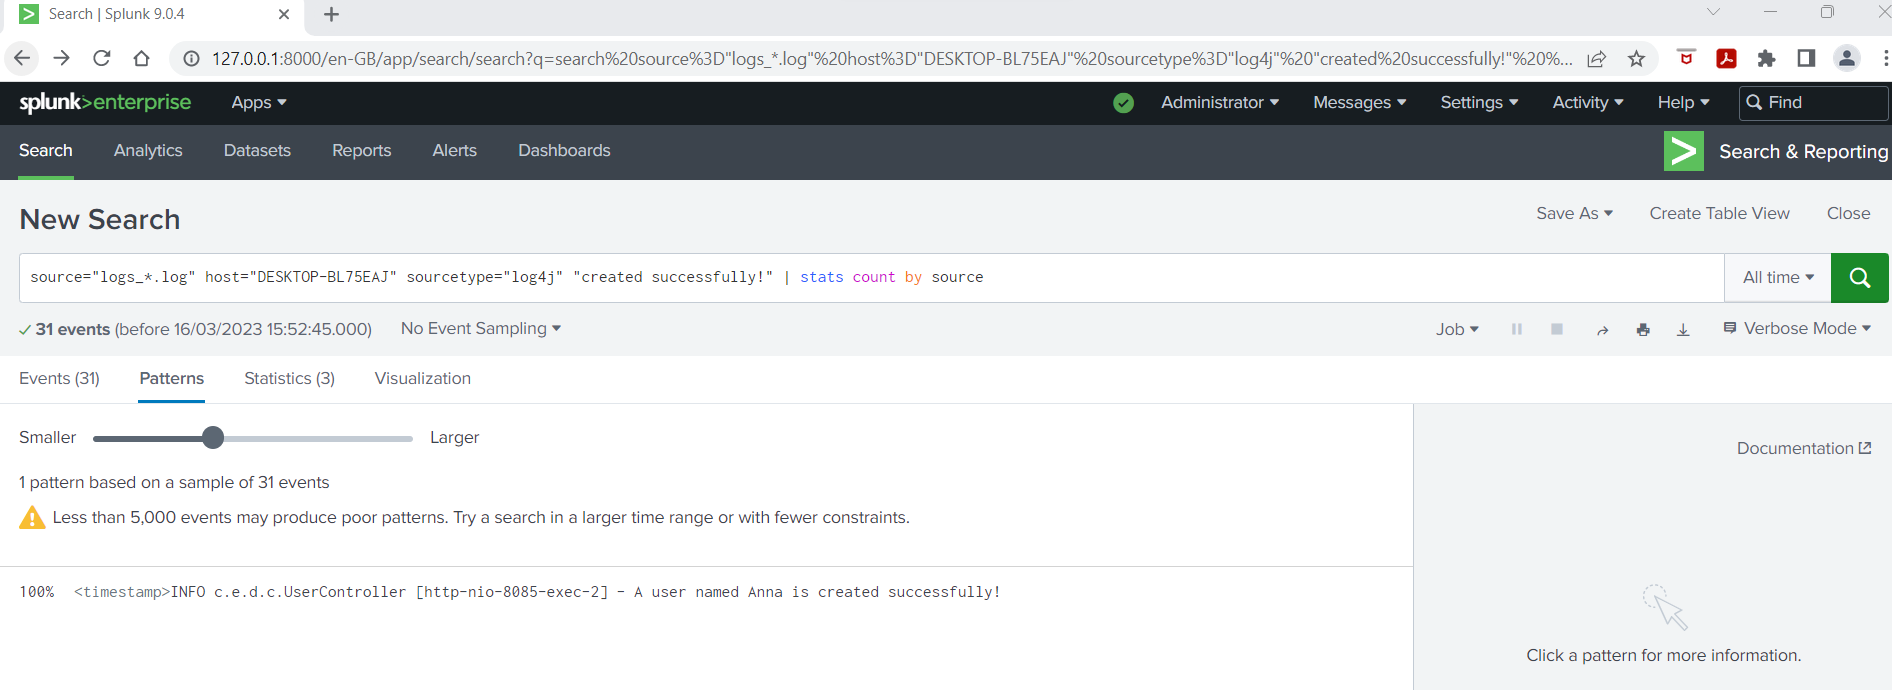 Search | Splunk 9.0.4
127.0.0.1:8000/en-GB/app/search/search?q=search%20source%3D"logs_*.log"%20host%3D"DESKTOP-BL75EAJ"%20sourcetype%3D"log4j"%20"created%20successfully!"%20%...
splunk>enterprise Apps Administrator Messages Settings Activity Help Find
Search Analytics Datasets Reports Alerts Dashboards Search & Reporting
New Search Save As Create Table View Close
source="logs_*.log" host="DESKTOP-BL75EAJ" sourcetype="log4j" "created successfully!" | stats count by source All time
31 events (before 16/03/2023 15:52:45.000) No Event Sampling Job Verbose Mode
Events (31) Patterns Statistics (3) Visualization
Smaller Larger
Documentation
1 pattern based on a sample of 31 events
Less than 5,000 events may produce poor patterns. Try a search in a larger time range or with fewer constraints.
100% <timestamp>INFO c.e.d.c.UserController [http-nio-8085-exec-2] - A user named Anna is created successfully!
Click a pattern for more information.